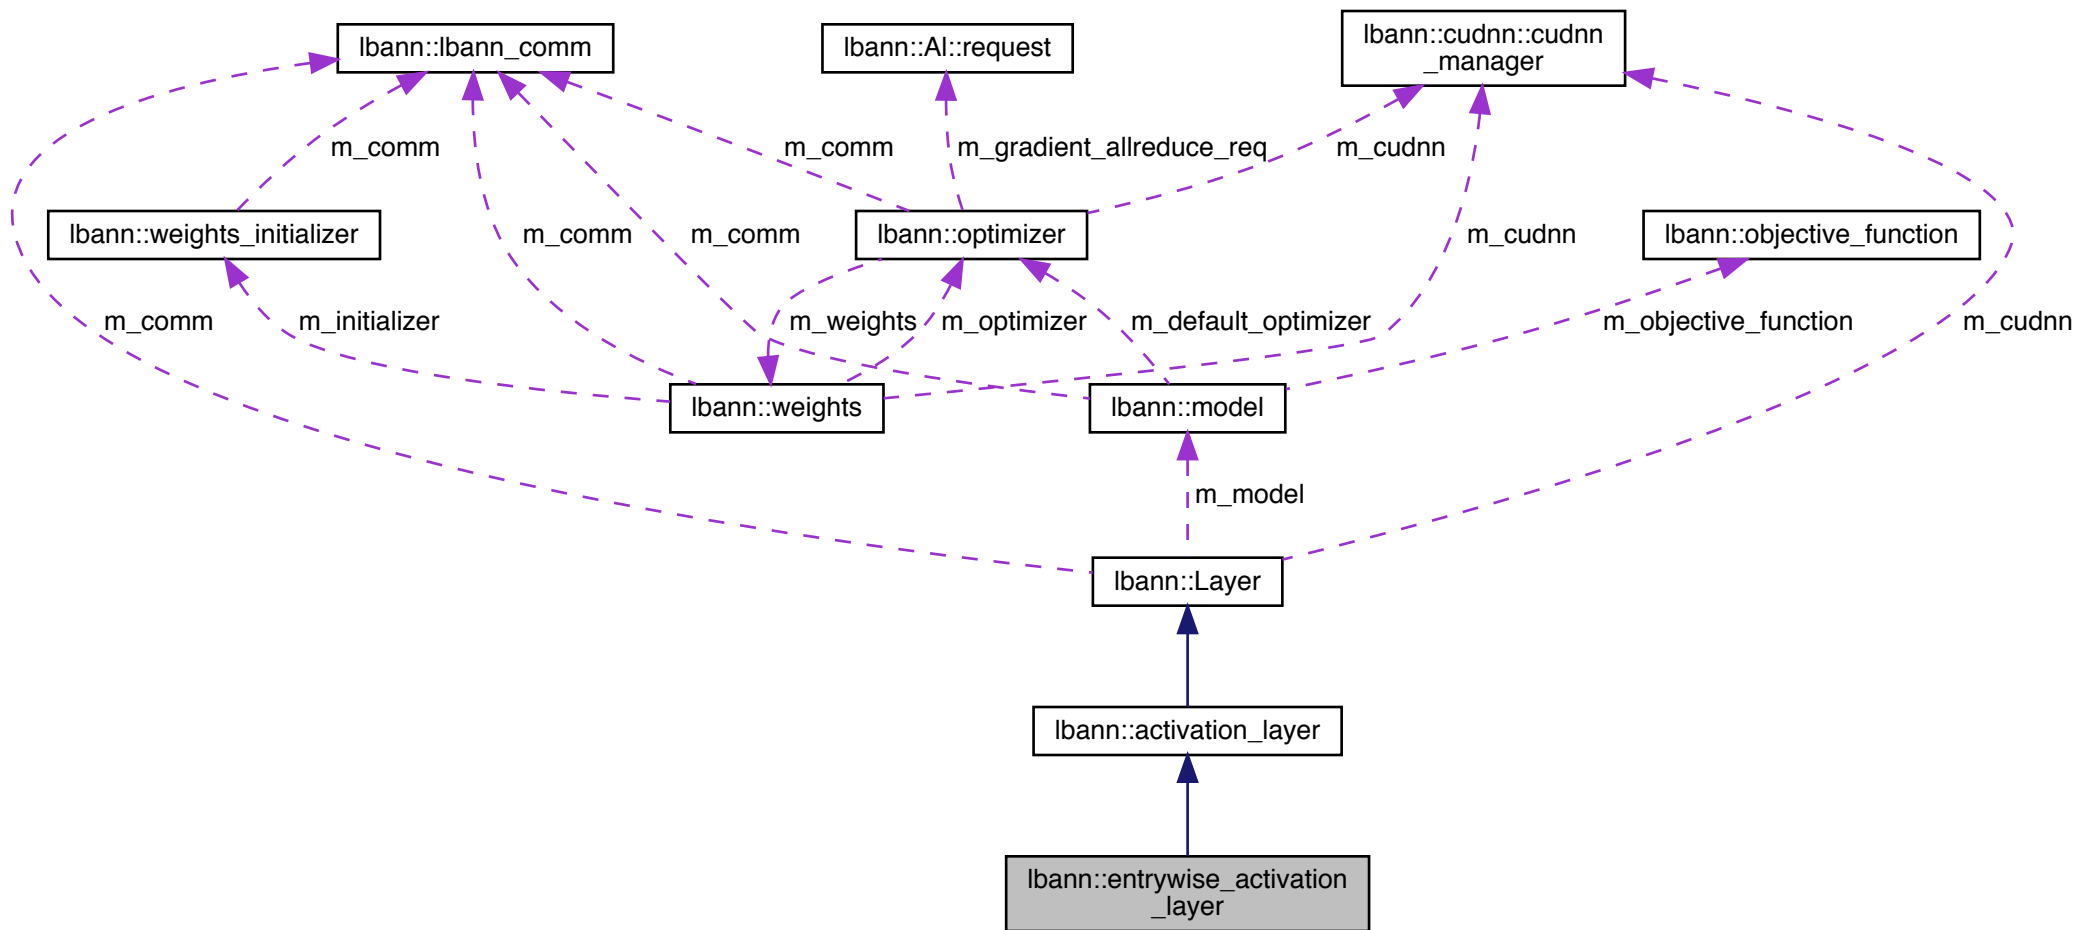 lbann::lbann_comm
lbann::Al::request
lbann::cudnn::cudnn
_manager
m_comm
m_comm
m_gradient_allreduce_req
m_cudnn
lbann::weights_initializer
m_comm
m_comm
lbann::optimizer
m_cudnn
lbann::objective_function
m_comm
m_initializer
m_weights
m_optimizer
m_default_optimizer
m_objective_function
m_cudnn
lbann::weights
lbann::model
m_model
lbann::Layer
lbann::activation_layer
lbann::entrywise_activation
_layer